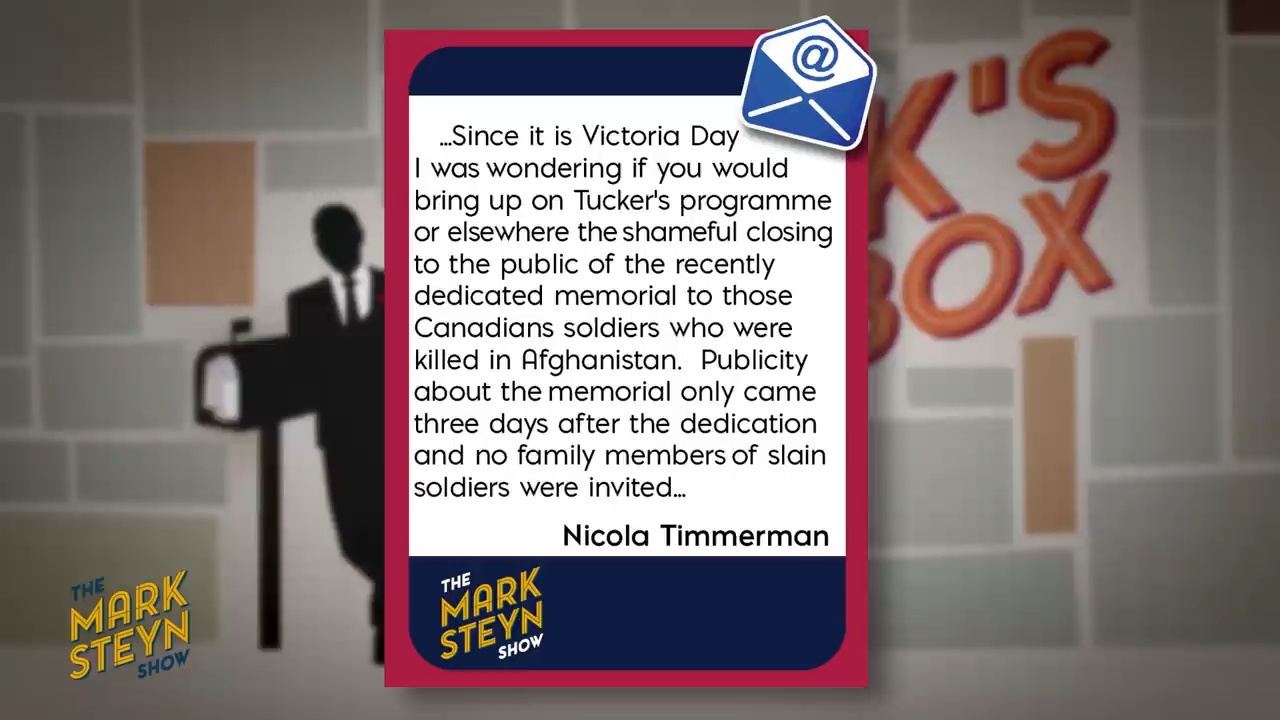 @
K'S
BOX
...Since it is Victoria Day
I was wondering if you would
bring up on Tucker's programme
or elsewhere the shameful closing
to the public of the recently
dedicated memorial to those
Canadians soldiers who were
killed in Afghanistan. Publicity
about the memorial only came
three days after the dedication
and no family members of slain
soldiers were invited...
Nicola Timmerman
THE
MARK
STEYN
SHOW
THE
MARK
STEYN
SHOW